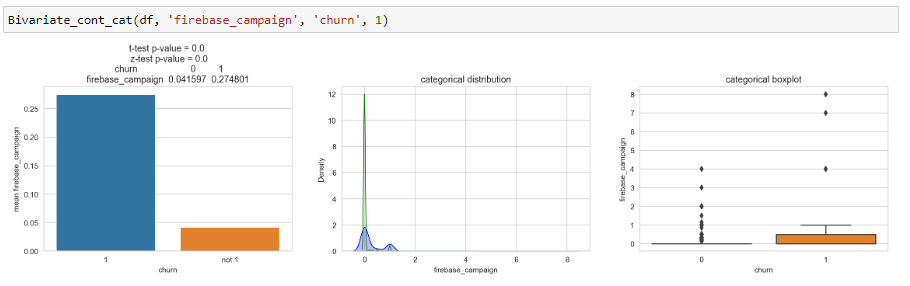 Bivariate_cont_cat(df, 'firebase_campaign', 'churn', 1)
t-test p-value = 0.0
z-test p-value = 0.0
churn 0 1
firebase_campaign 0.041597 0.274801
0.25
0.20
0.15
0.10
0.05
0.00
mean firebase_campaign
1 not 1
churn
categorical distribution
12
10
8
6
4
2
0
Density
0 2 4 6 8
firebase_campaign
categorical boxplot
8
7
6
5
4
3
2
1
0
firebase_campaign
0 1
churn